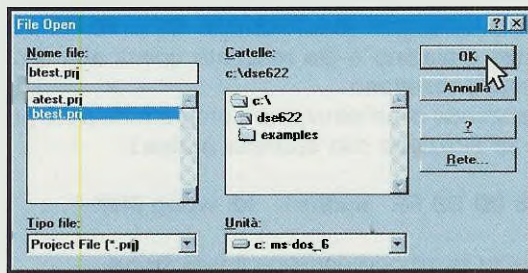 File Open
? ×
Nome file:
btest.prj
atest.prj
btest.prj
Tipo file:
Project File (*.prj)
Cartelle:
c:\dse622
c:\
dse622
examples
Unità:
c: ms-dos_6
OK
Annulla
?
Rete...